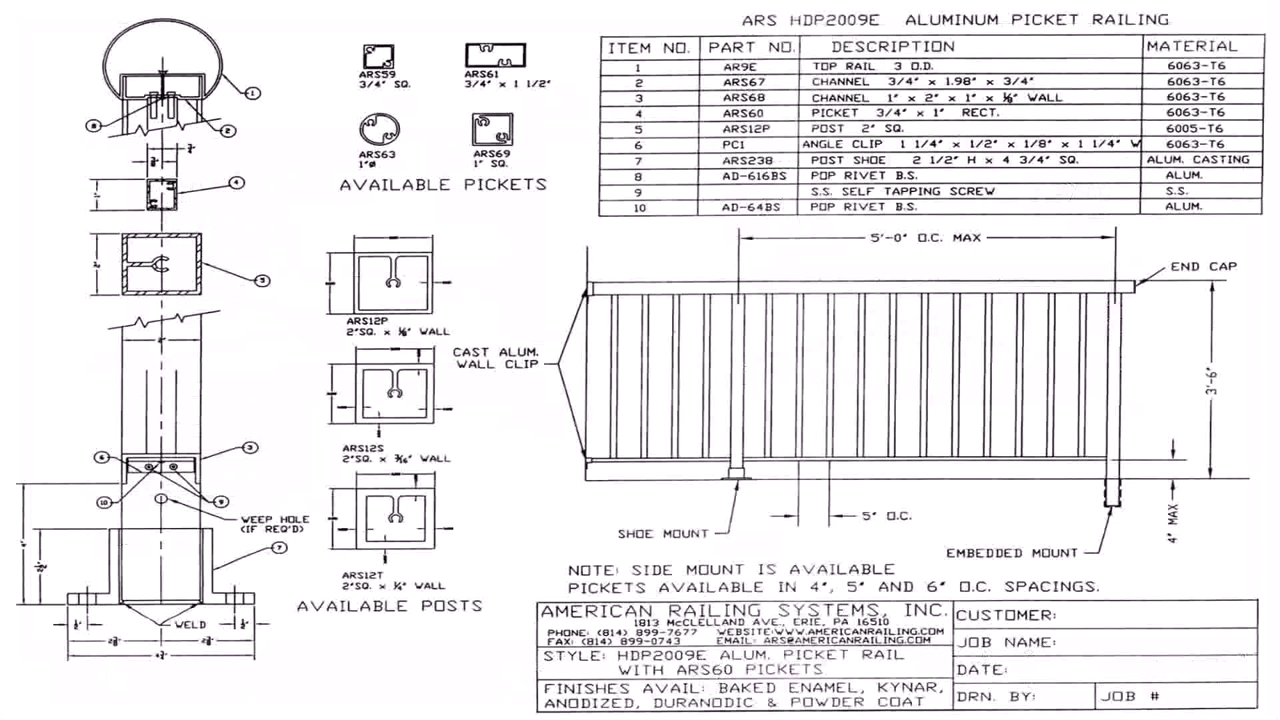 ARS HDP2009E ALUMINUM PICKET RAILING
ITEM NO. PART NO. DESCRIPTION MATERIAL
1 AR9E TOP RAIL 3 O.D. 6063-T6
2 ARS67 CHANNEL 3/4" x 1.98" x 3/4" 6063-T6
3 ARS68 CHANNEL 1" x 2" x 1" x ⅛" WALL 6063-T6
4 ARS60 PICKET 3/4" x 1" RECT. 6063-T6
5 ARS12P POST 2" SQ. 6005-T6
6 PC1 ANGLE CLIP 1 1/4" x 1/2" x 1/8" x 1 1/4" W 6063-T6
7 ARS238 POST SHOE 2 1/2" H x 4 3/4" SQ. ALUM. CASTING
8 AD-616BS POP RIVET B.S. ALUM.
9 S.S. SELF TAPPING SCREW S.S.
10 AD-64BS POP RIVET B.S. ALUM.
ARS59
3/4" SQ.
ARS61
3/4" x 1 1/2"
ARS63
1"ø
ARS69
1" SQ.
AVAILABLE PICKETS
1
8
2
4
5
3
6
10
9
7
WEEP HOLE
(IF REQ'D)
WELD
ARS12P
2"SQ. x ⅛" WALL
ARS12S
2"SQ. x 3/16" WALL
ARS12T
2"SQ. x ¼" WALL
AVAILABLE POSTS
5'-0" O.C. MAX
END CAP
CAST ALUM.
WALL CLIP
3'-6"
4" MAX
5" O.C.
SHOE MOUNT
EMBEDDED MOUNT
NOTE: SIDE MOUNT IS AVAILABLE
PICKETS AVAILABLE IN 4", 5" AND 6" O.C. SPACINGS.
AMERICAN RAILING SYSTEMS, INC.
1813 McCLELLAND AVE., ERIE, PA 16510
PHONE: (814) 899-7677 WEBSITE:WWW.AMERICANRAILING.COM
FAX: (814) 899-0743 EMAIL: ARS@AMERICANRAILING.COM
STYLE: HDP2009E ALUM. PICKET RAIL
WITH ARS60 PICKETS
FINISHES AVAIL: BAKED ENAMEL, KYNAR,
ANODIZED, DURANODIC & POWDER COAT
CUSTOMER:
JOB NAME:
DATE:
DRN. BY: JOB #